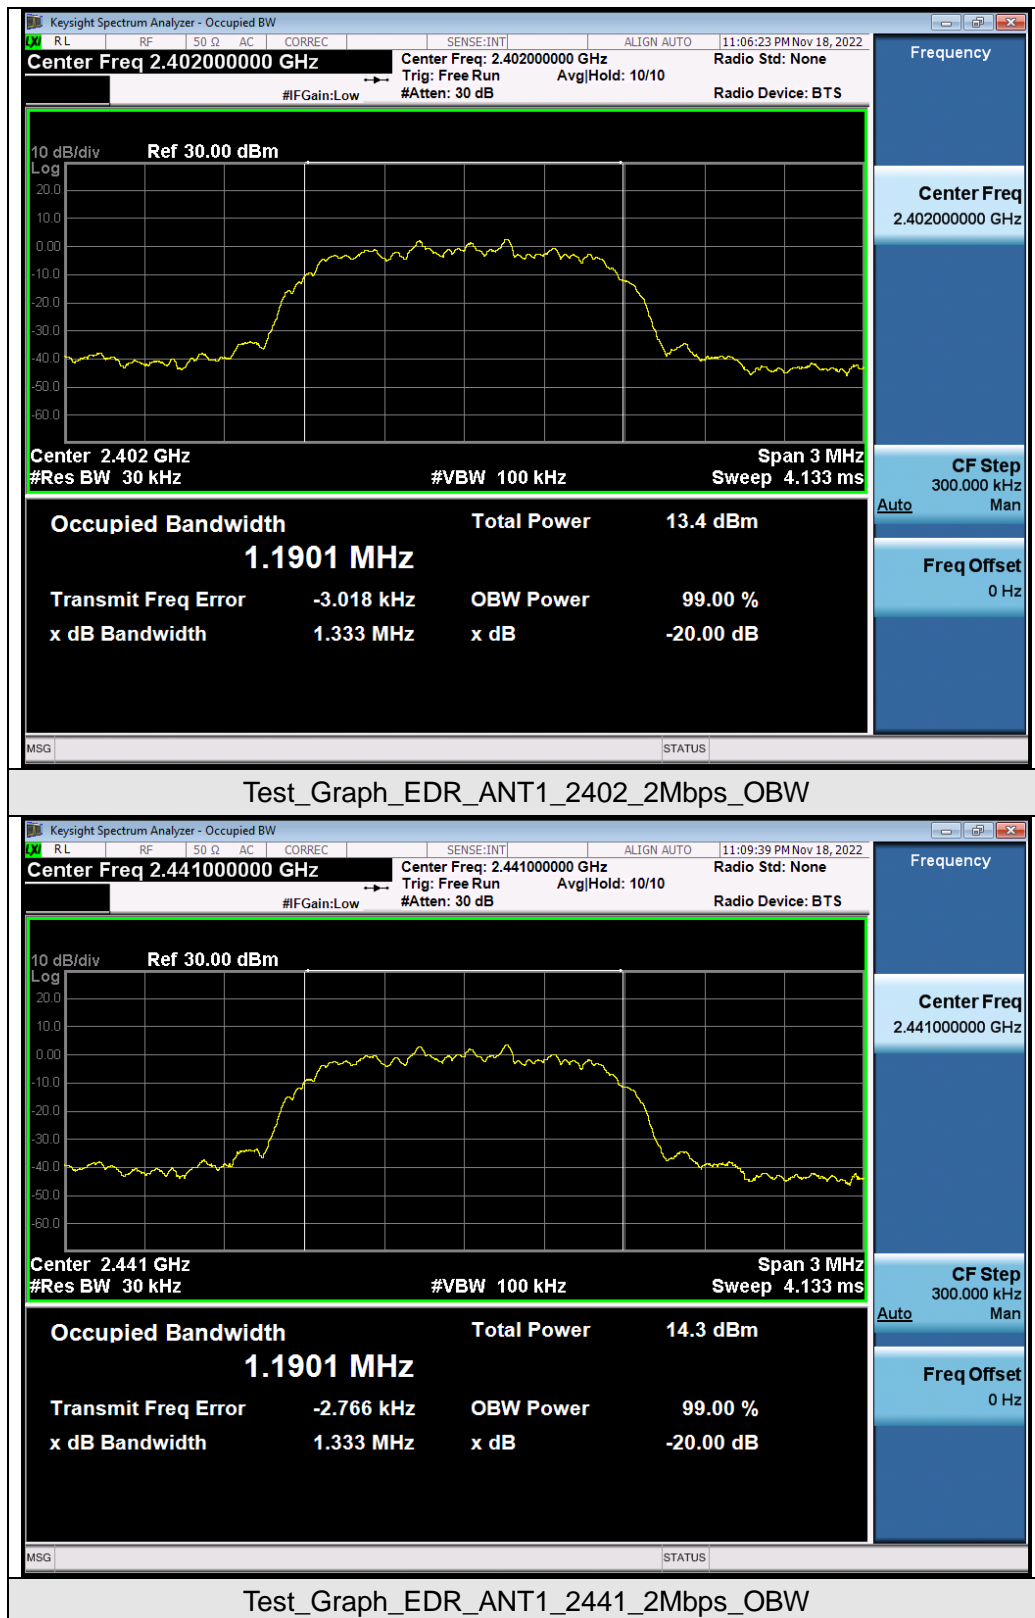 Keysight Spectrum Analyzer - Occupied BW
LXI RL RF 50 Ω AC CORREC SENSE:INT ALIGN AUTO 11:06:23 PM Nov 18, 2022
Center Freq 2.402000000 GHz Center Freq: 2.402000000 GHz Radio Std: None
Trig: Free Run Avg|Hold: 10/10
#IFGain:Low #Atten: 30 dB Radio Device: BTS
Frequency
10 dB/div Ref 30.00 dBm
Log
20.0
10.0
0.00
-10.0
-20.0
-30.0
-40.0
-50.0
-60.0
Center 2.402 GHz Span 3 MHz
#Res BW 30 kHz #VBW 100 kHz Sweep 4.133 ms
Center Freq
2.402000000 GHz
CF Step
300.000 kHz
Auto Man
Freq Offset
0 Hz
Occupied Bandwidth Total Power 13.4 dBm
1.1901 MHz
Transmit Freq Error -3.018 kHz OBW Power 99.00 %
x dB Bandwidth 1.333 MHz x dB -20.00 dB
MSG STATUS
Test_Graph_EDR_ANT1_2402_2Mbps_OBW
Keysight Spectrum Analyzer - Occupied BW
LXI RL RF 50 Ω AC CORREC SENSE:INT ALIGN AUTO 11:09:39 PM Nov 18, 2022
Center Freq 2.441000000 GHz Center Freq: 2.441000000 GHz Radio Std: None
Trig: Free Run Avg|Hold: 10/10
#IFGain:Low #Atten: 30 dB Radio Device: BTS
Frequency
10 dB/div Ref 30.00 dBm
Log
20.0
10.0
0.00
-10.0
-20.0
-30.0
-40.0
-50.0
-60.0
Center 2.441 GHz Span 3 MHz
#Res BW 30 kHz #VBW 100 kHz Sweep 4.133 ms
Center Freq
2.441000000 GHz
CF Step
300.000 kHz
Auto Man
Freq Offset
0 Hz
Occupied Bandwidth Total Power 14.3 dBm
1.1901 MHz
Transmit Freq Error -2.766 kHz OBW Power 99.00 %
x dB Bandwidth 1.333 MHz x dB -20.00 dB
MSG STATUS
Test_Graph_EDR_ANT1_2441_2Mbps_OBW